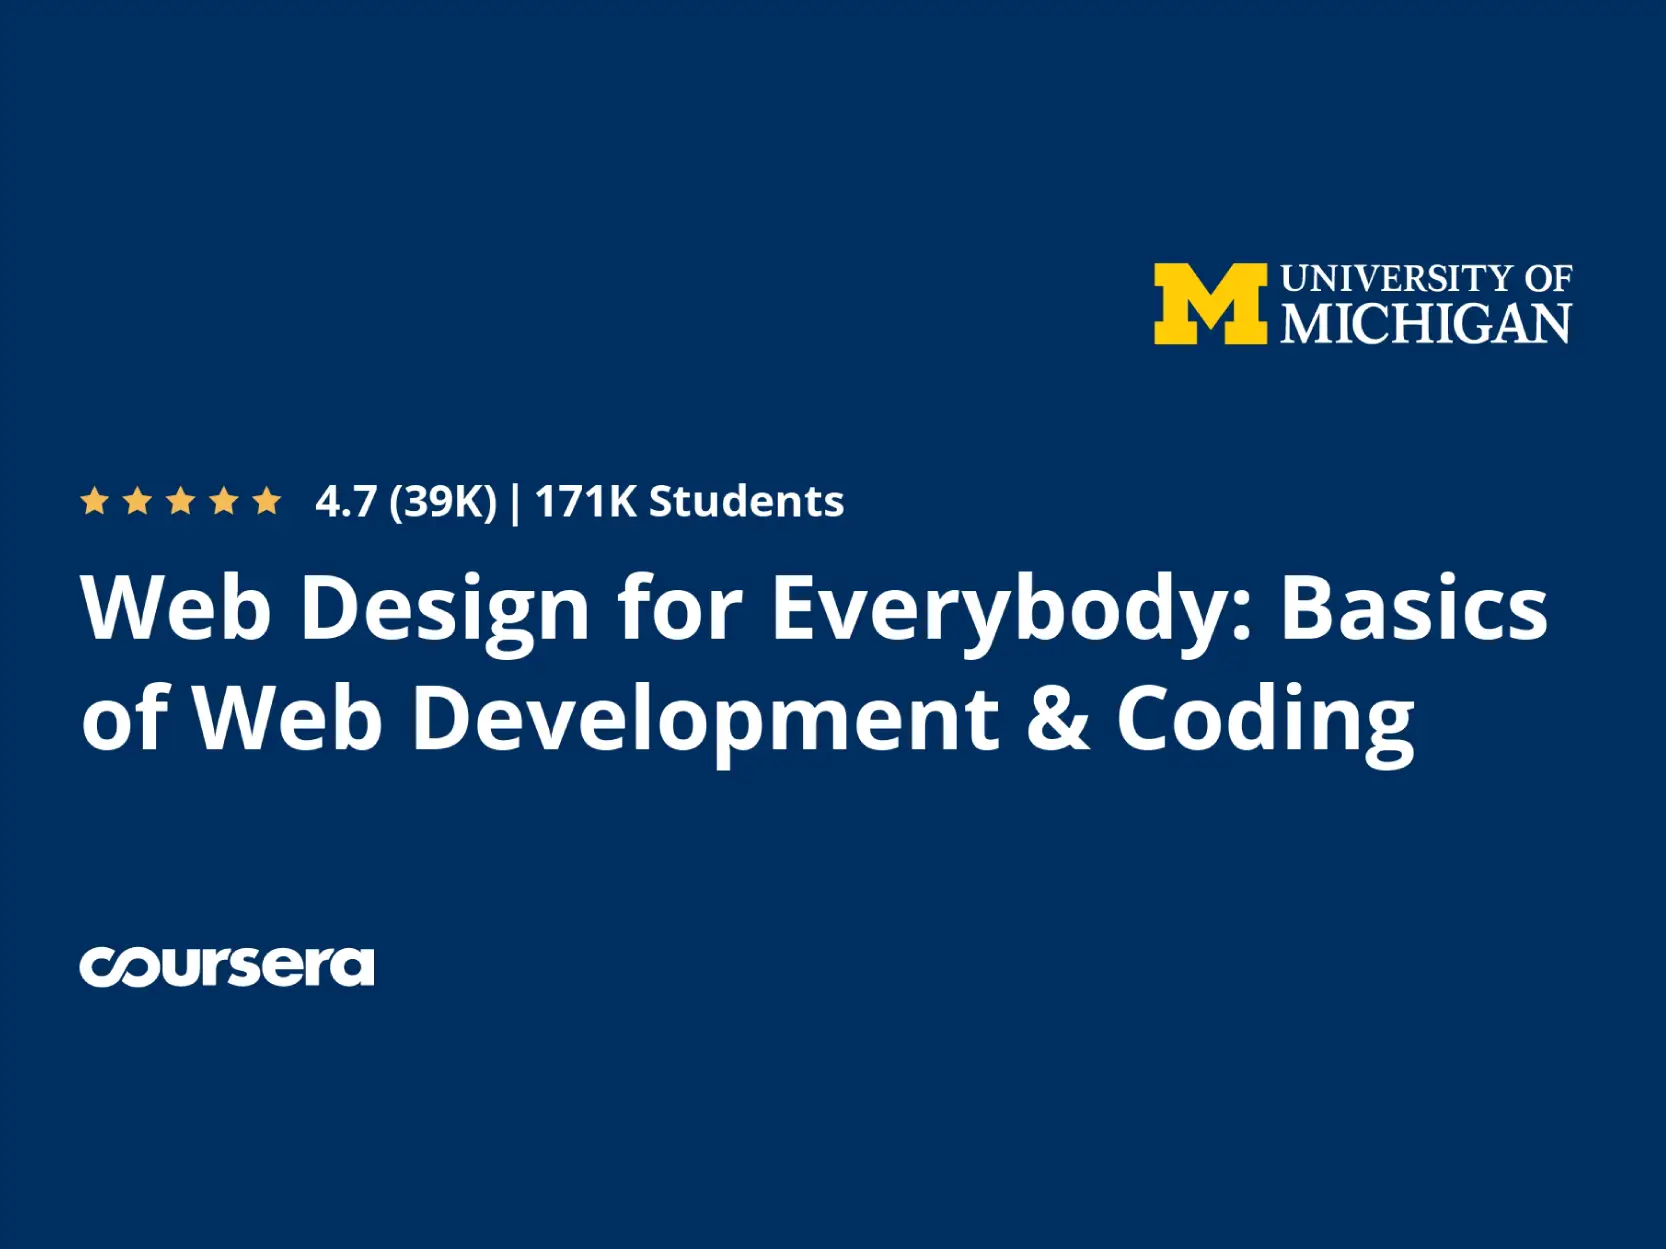 M UNIVERSITY OF
MICHIGAN
4.7 (39K) | 171K Students
Web Design for Everybody: Basics
of Web Development & Coding
coursera